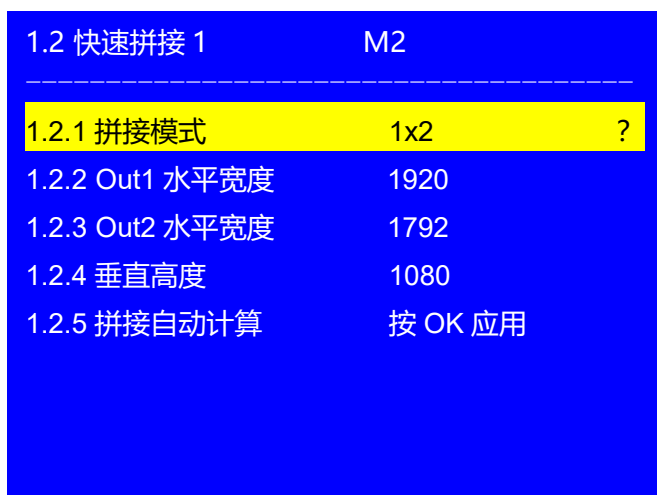 1.2 快速拼接 1 M2
----------------------------------------
1.2.1 拼接模式 1x2 ?
1.2.2 Out1 水平宽度 1920
1.2.3 Out2 水平宽度 1792
1.2.4 垂直高度 1080
1.2.5 拼接自动计算 按 OK 应用